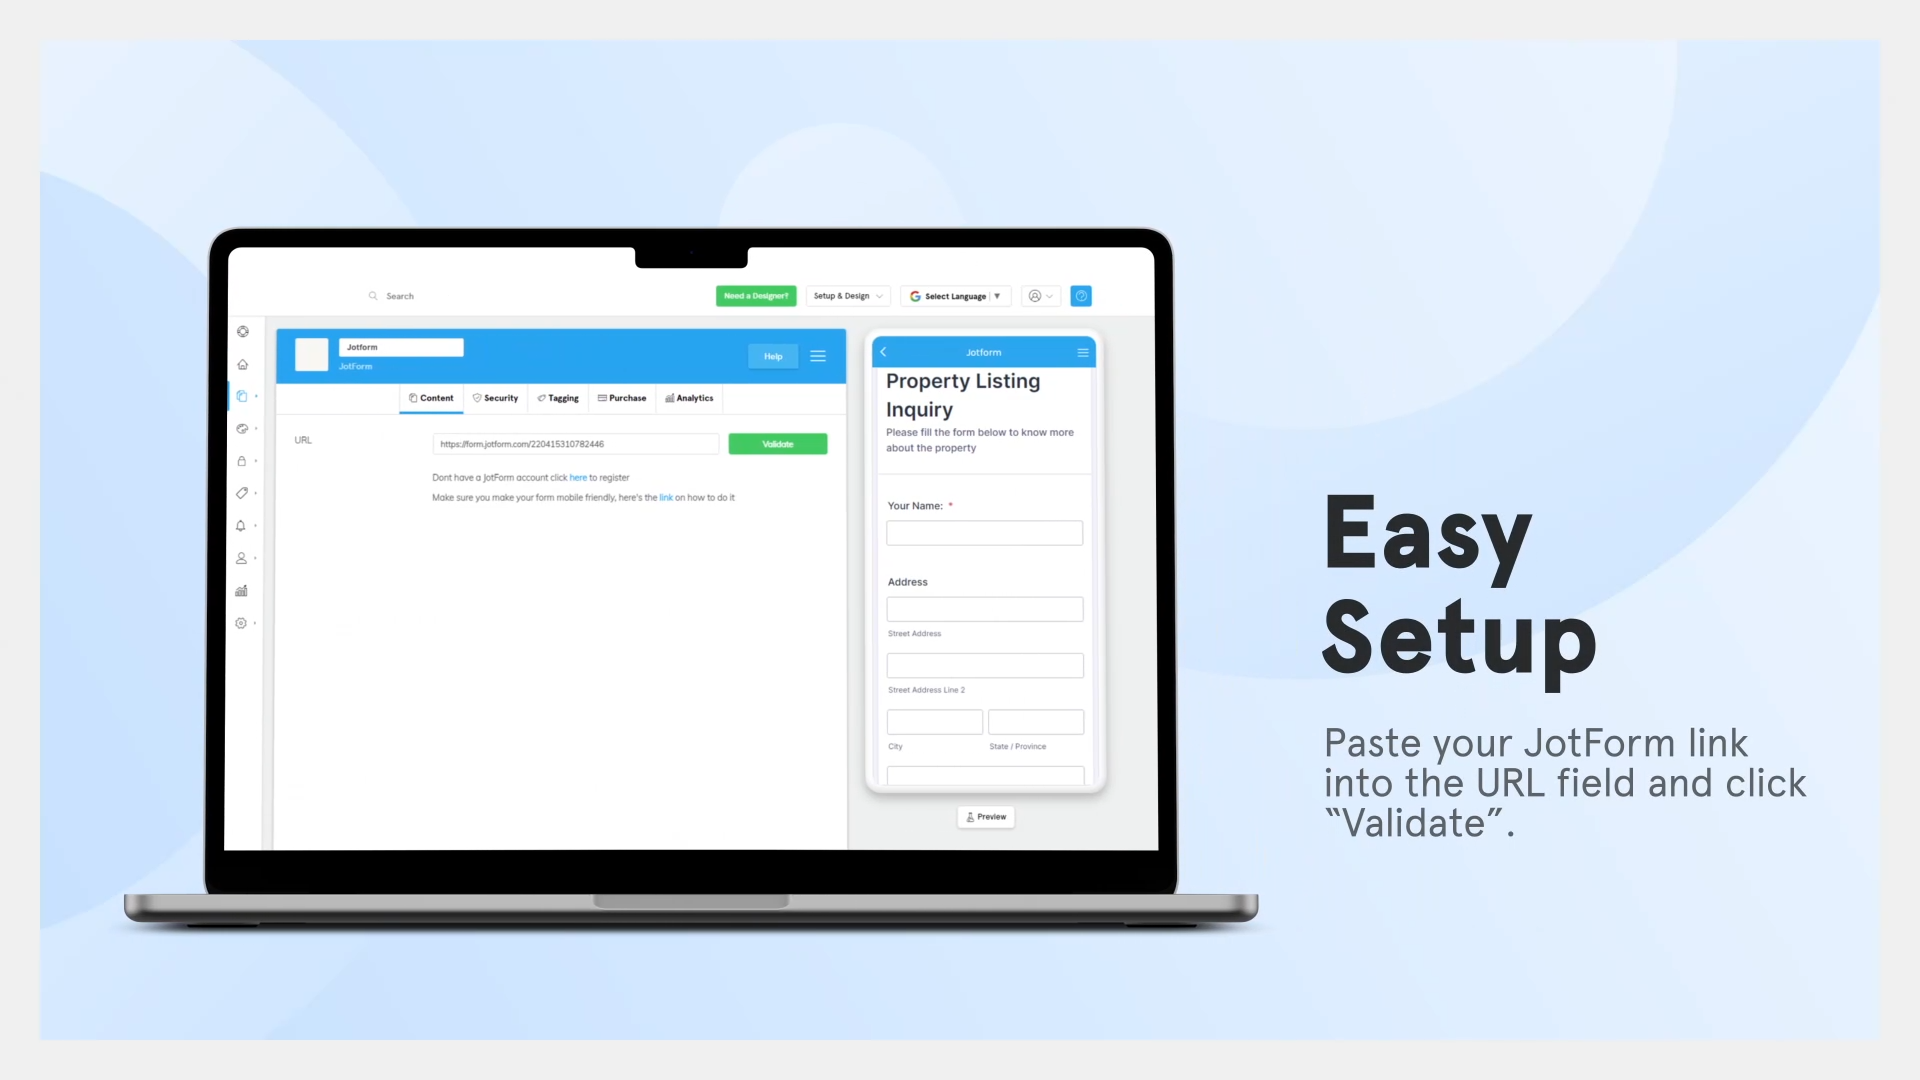 Search
Need a Designer?
Setup & Design
Select Language
Jotform
JotForm
Help
Content
Security
Tagging
Purchase
Analytics
URL
https://form.jotform.com/220415310782446
Validate
Dont have a JotForm account click here to register
Make sure you make your form mobile friendly, here's the link on how to do it
Jotform
Property Listing
Inquiry
Please fill the form below to know more
about the property
Your Name: *
Address
Street Address
Street Address Line 2
City
State / Province
Preview
Easy
Setup
Paste your JotForm link
into the URL field and click
“Validate”.